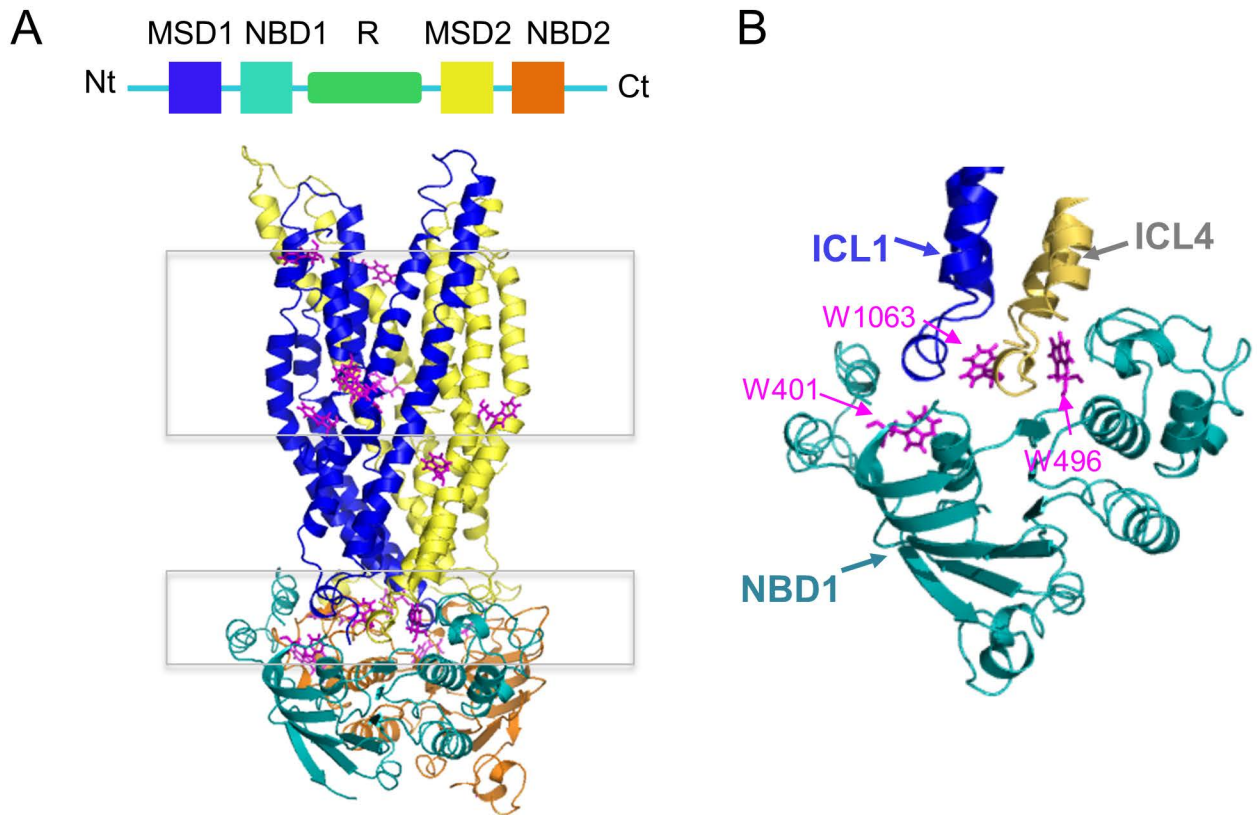 A
MSD1 NBD1 R MSD2 NBD2
Nt
Ct
B
ICL1
ICL4
W1063
W401
W496
NBD1